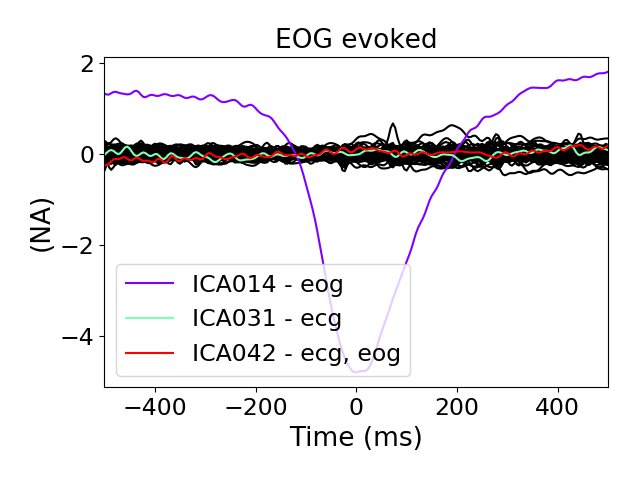 EOG evoked
2
0
−2
−4
(NA)
ICA014 - eog
ICA031 - ecg
ICA042 - ecg, eog
−400 −200 0 200 400
Time (ms)